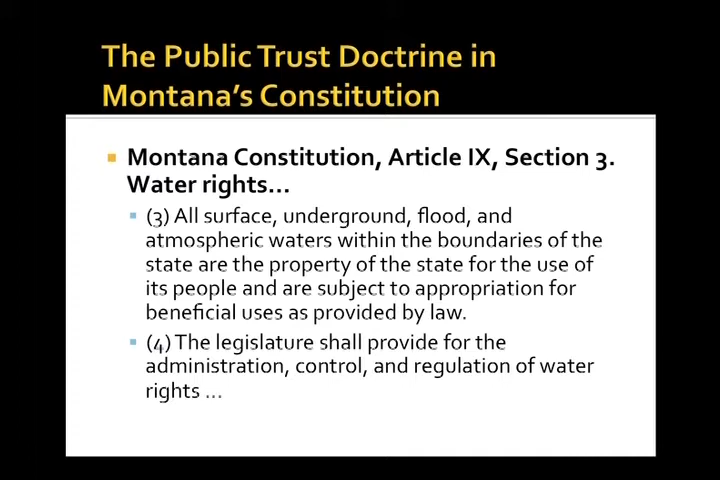 The Public Trust Doctrine in
Montana's Constitution
Montana Constitution, Article IX, Section 3.
Water rights...
(3) All surface, underground, flood, and
atmospheric waters within the boundaries of the
state are the property of the state for the use of
its people and are subject to appropriation for
beneficial uses as provided by law.
(4) The legislature shall provide for the
administration, control, and regulation of water
rights ...